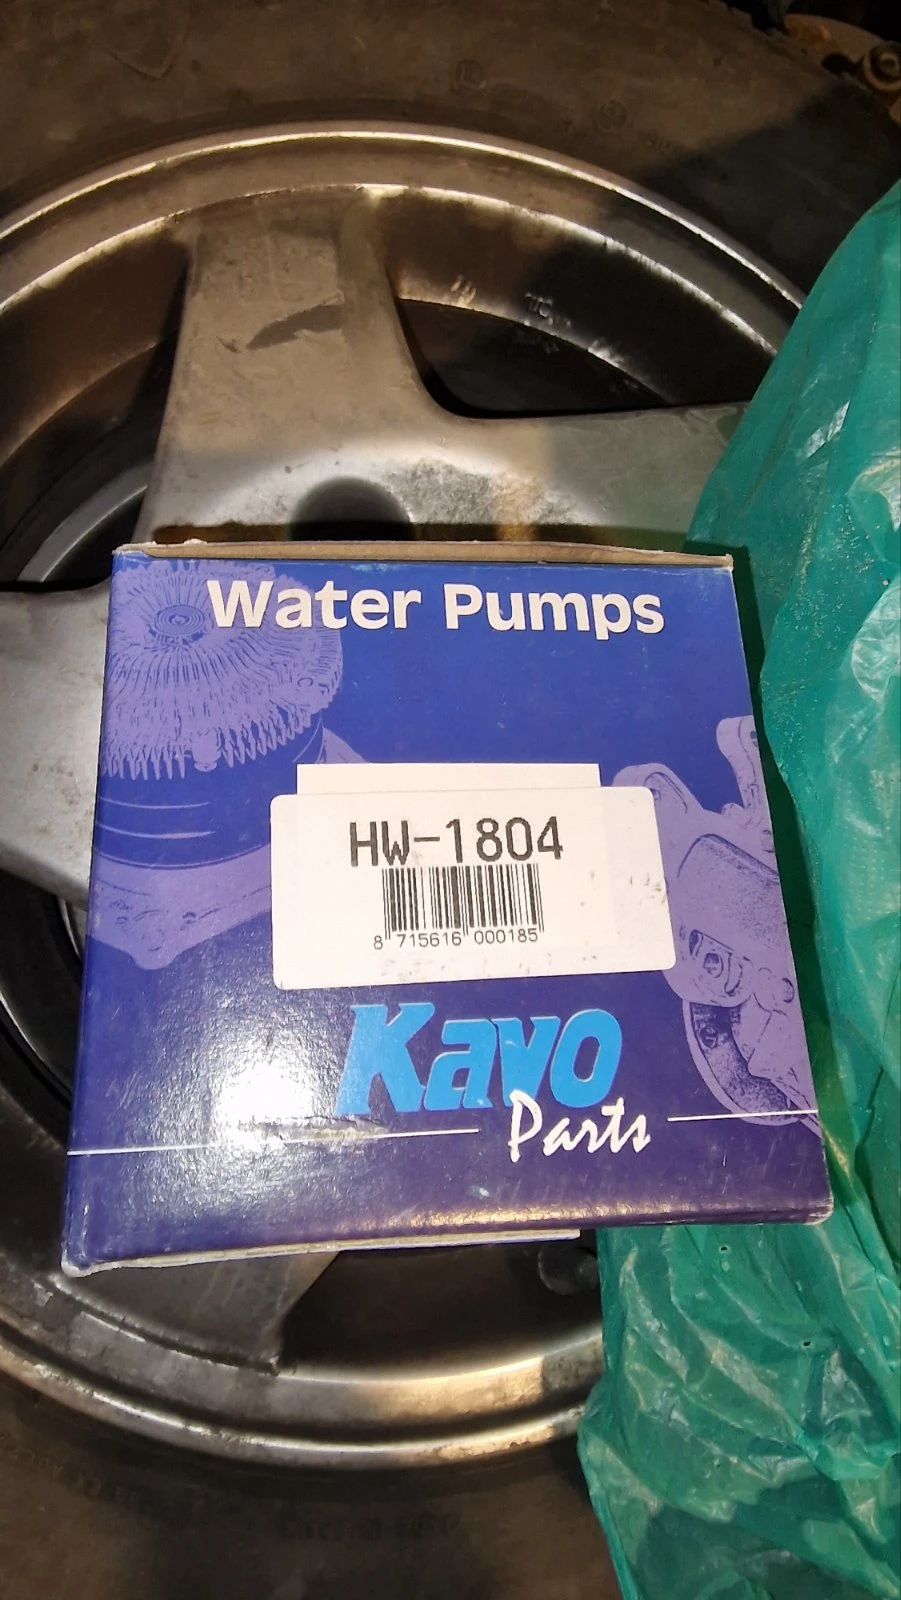 Water Pumps
HW-1804
8 715616 000185
Kavo
Parts